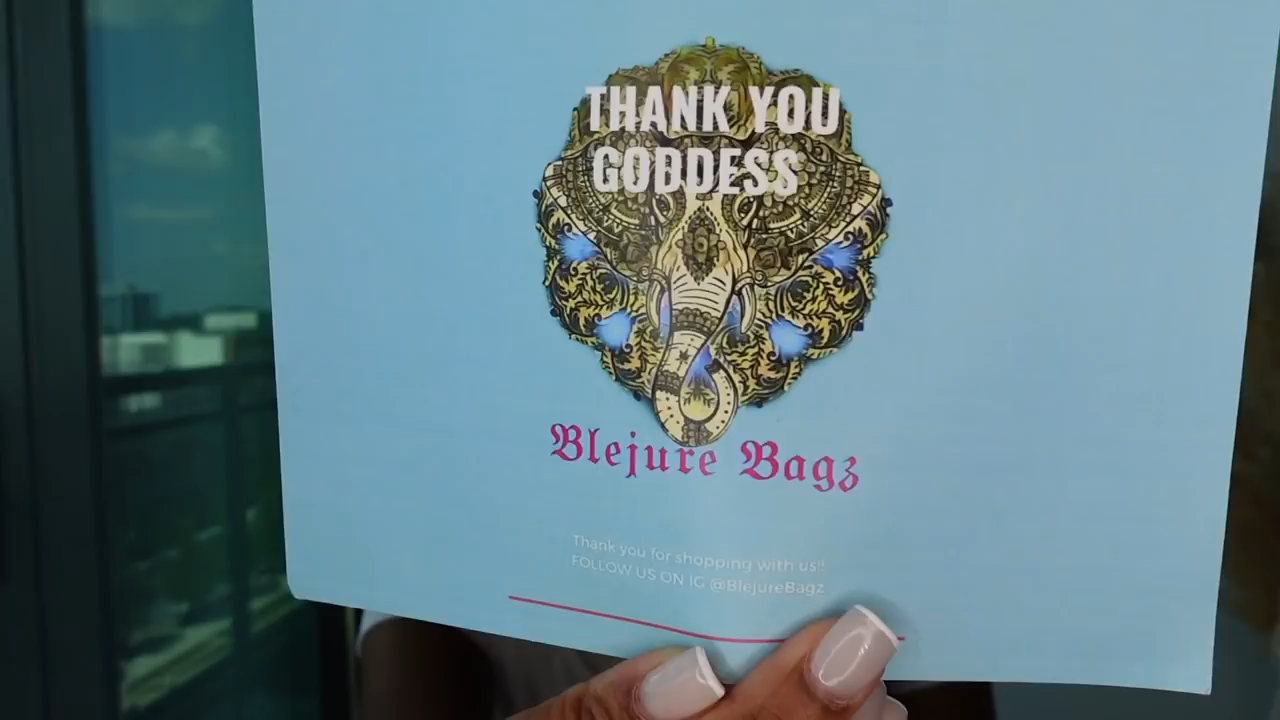 THANK YOU
GODDESS
Blejure Bagz
Thank you for shopping with us!!
FOLLOW US ON IG @BlejureBagz